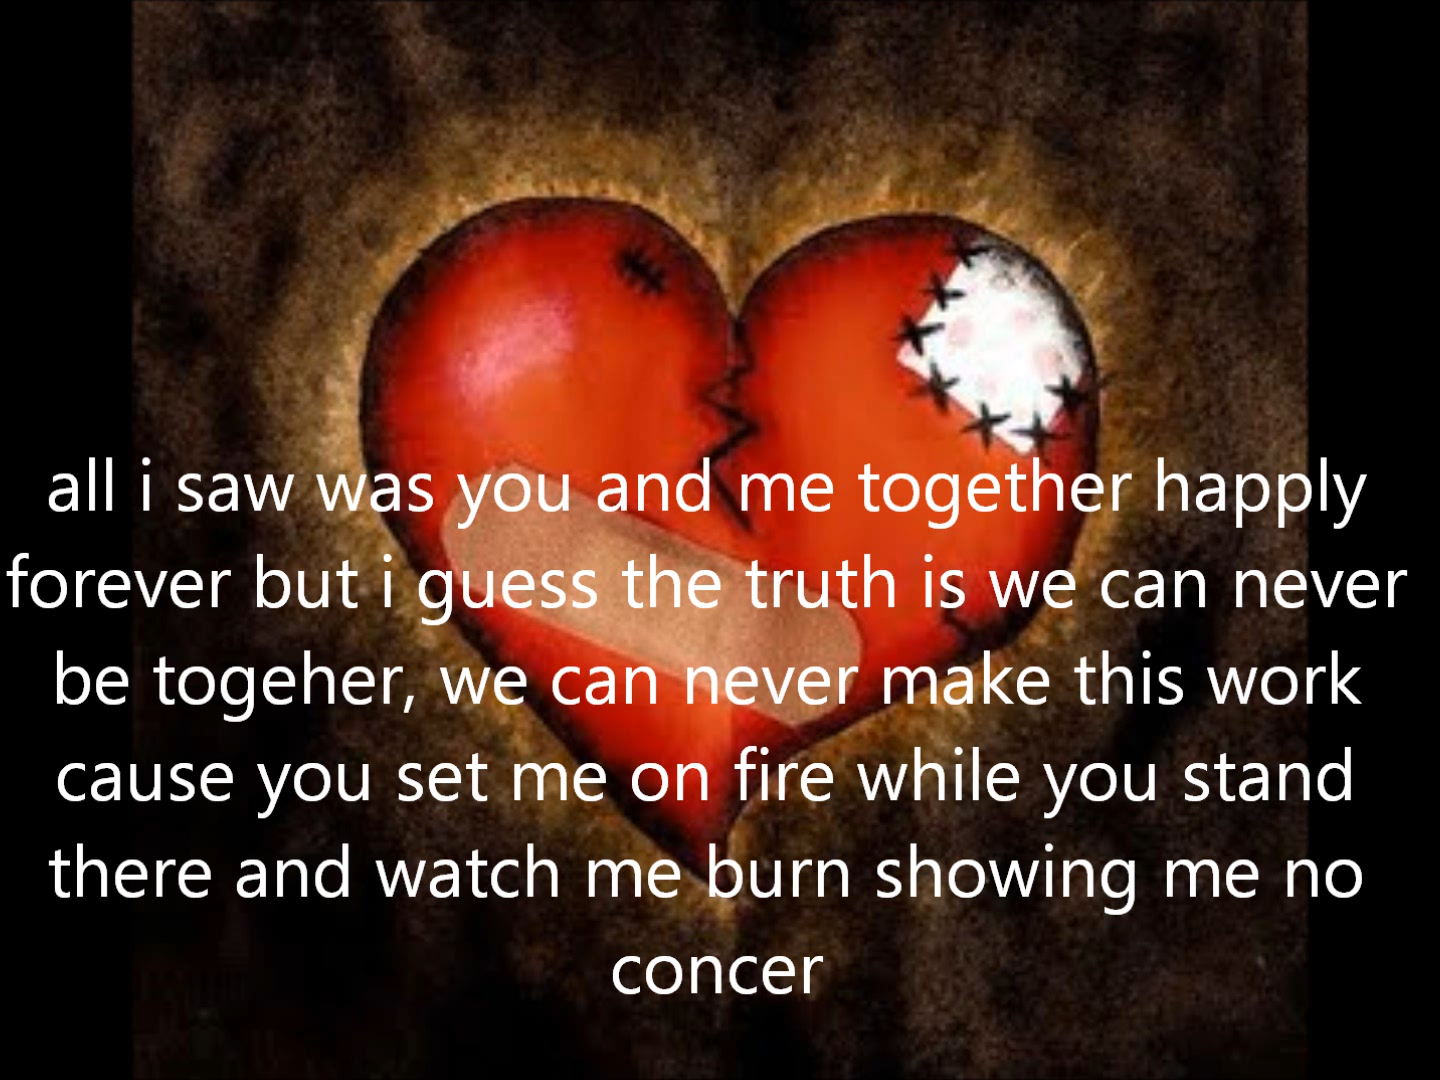 all i saw was you and me together happly
forever but i guess the truth is we can never
be togeher, we can never make this work
cause you set me on fire while you stand
there and watch me burn showing me no
concer